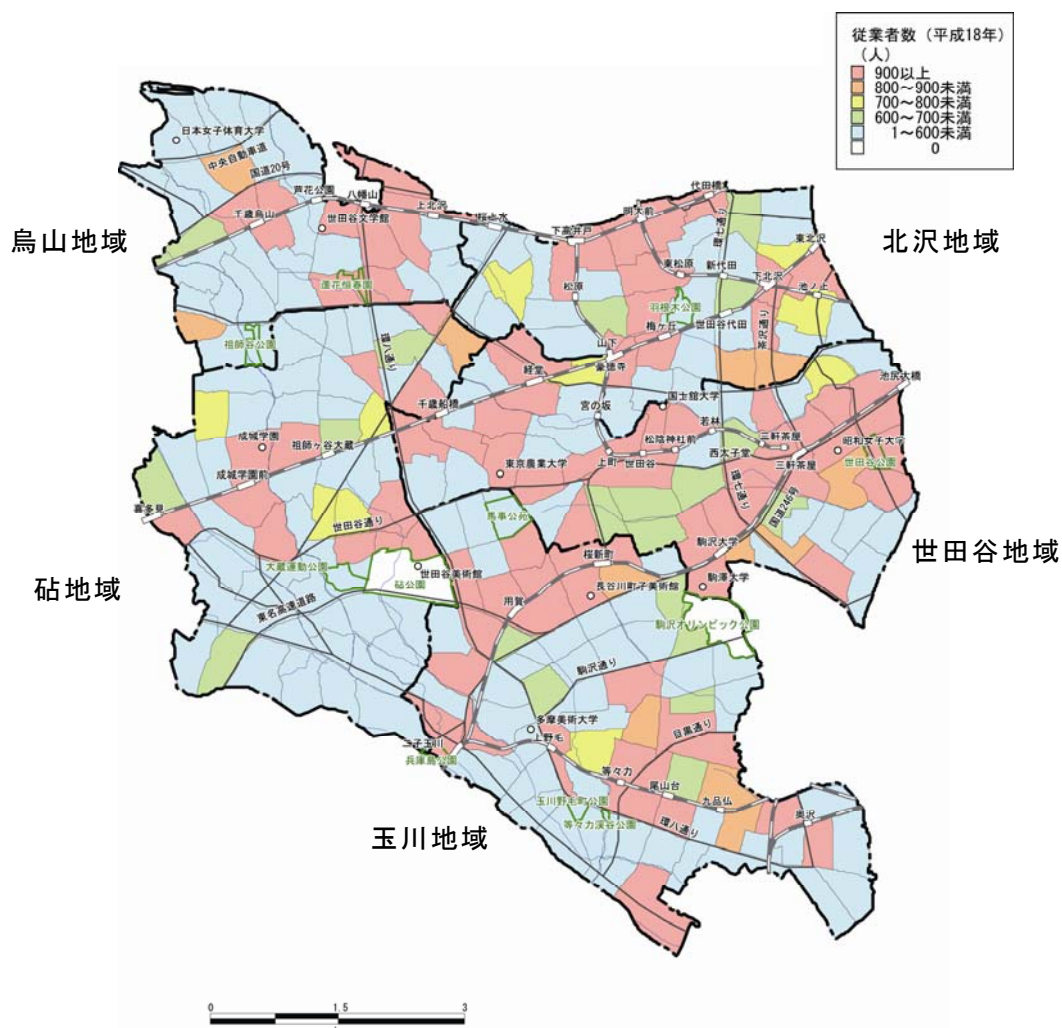 従業者数（平成18年）
（人）
900以上
800～900未満
700～800未満
600～700未満
1～600未満
0
日本女子体育大学
中央自動車道
国道20号
芦花公園
八幡山
代田橋
千歳烏山
世田谷文学館
上北沢
桜上水
明大前
環七通り
下高井戸
烏山地域
北沢地域
東北沢
東松原
新代田
下北沢
蘆花恒春園
松原
羽根木公園
池ノ上
祖師谷公園
環八通り
梅ヶ丘
世田谷代田
茶沢通り
山下
豪徳寺
経堂
池尻大橋
千歳船橋
宮の坂
国士舘大学
成城学園
祖師ヶ谷大蔵
若林
松陰神社前
三軒茶屋
昭和女子大学
西太子堂
世田谷公園
成城学園前
東京農業大学
上町
世田谷
三軒茶屋
環七通り
喜多見
世田谷通り
馬事公苑
国道246号
駒沢大学
世田谷地域
桜新町
大蔵運動公園
世田谷美術館
砧公園
砧地域
長谷川町子美術館
駒澤大学
用賀
東名高速道路
駒沢オリンピック公園
駒沢通り
多摩美術大学
目黒通り
二子玉川
上野毛
兵庫島公園
等々力
尾山台
九品仏
玉川野毛町公園
環八通り
奥沢
等々力渓谷公園
玉川地域
0
1.5
3